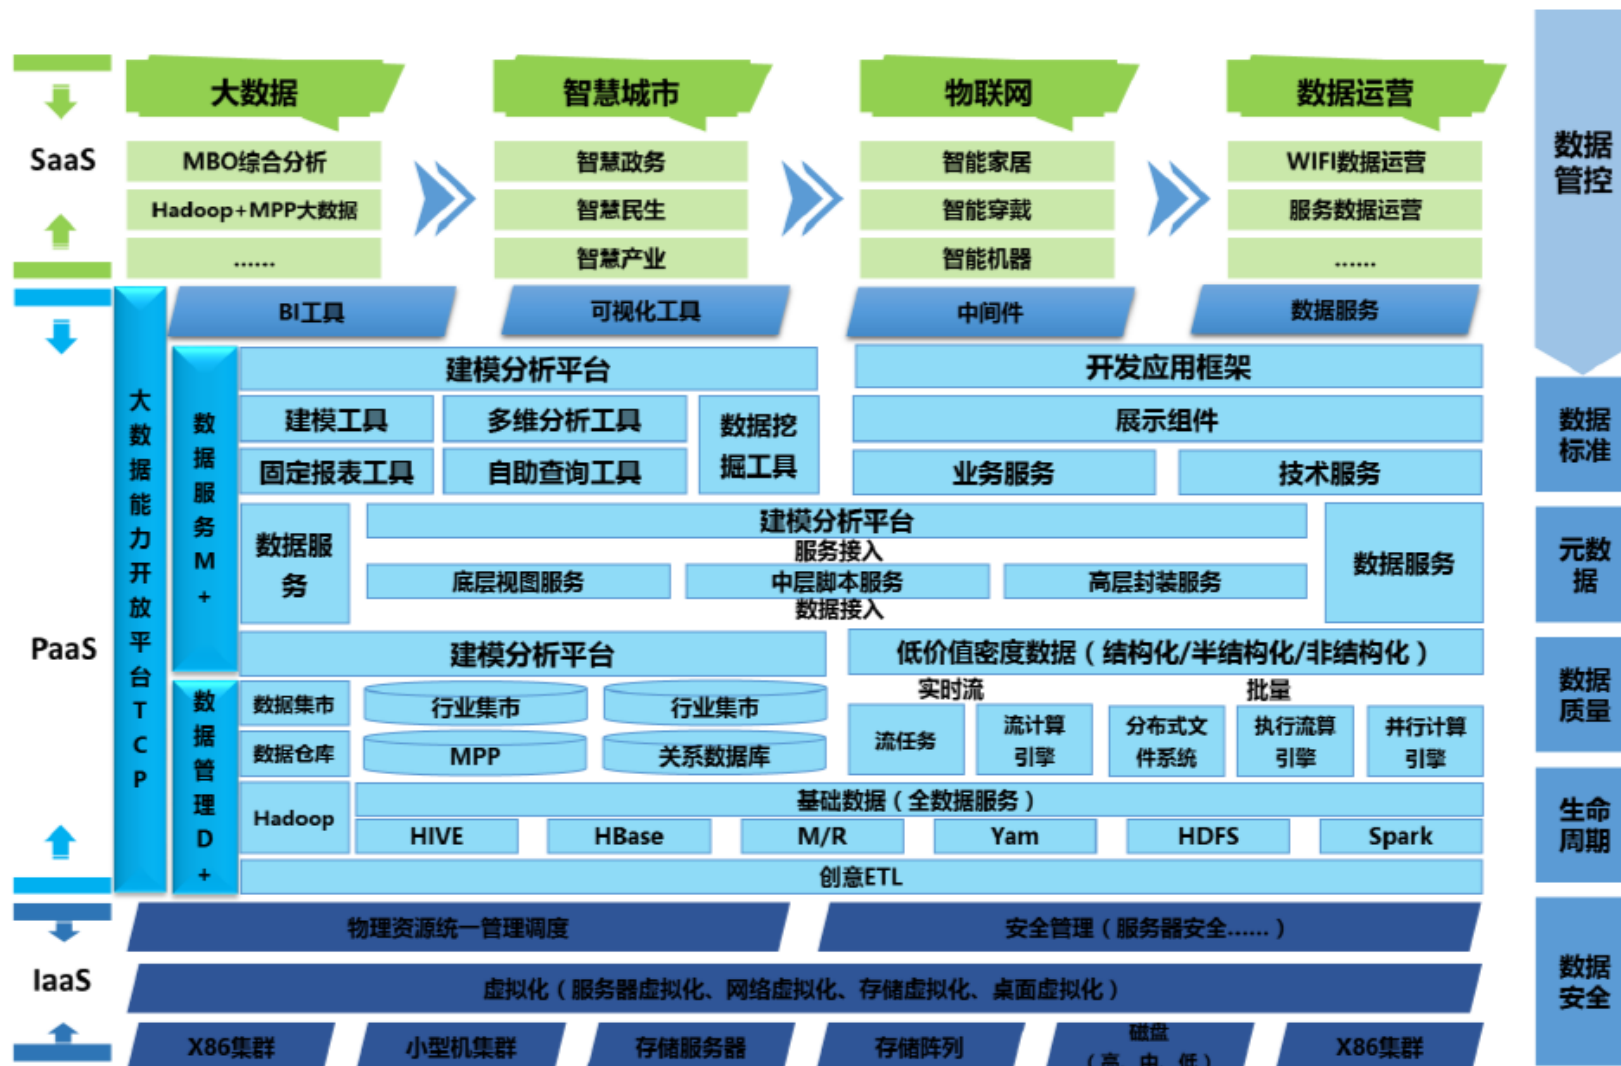 大数据
智慧城市
物联网
数据运营
SaaS
MBO综合分析
智慧政务
智能家居
WIFI数据运营
Hadoop+MPP大数据
智慧民生
智能穿戴
服务数据运营
......
智慧产业
智能机器
......
数据
管控
BI工具
可视化工具
中间件
数据服务
PaaS
大数据能力开放平台TCP
数据服务M+
建模分析平台
开发应用框架
建模工具
多维分析工具
数据挖
掘工具
展示组件
固定报表工具
自助查询工具
业务服务
技术服务
数据
标准
数据服
务
建模分析平台
服务接入
底层视图服务
中层脚本服务
高层封装服务
数据接入
数据服务
元数
据
建模分析平台
低价值密度数据（结构化/半结构化/非结构化）
数据管理D+
数据集市
行业集市
行业集市
实时流
批量
数据仓库
MPP
关系数据库
流任务
流计算
引擎
分布式文
件系统
执行流算
引擎
并行计算
引擎
数据
质量
Hadoop
基础数据（全数据服务）
HIVE
HBase
M/R
Yam
HDFS
Spark
创意ETL
生命
周期
IaaS
物理资源统一管理调度
安全管理（服务器安全......）
虚拟化（服务器虚拟化、网络虚拟化、存储虚拟化、桌面虚拟化）
X86集群
小型机集群
存储服务器
存储阵列
磁盘
（高、中、低）
X86集群
数据
安全